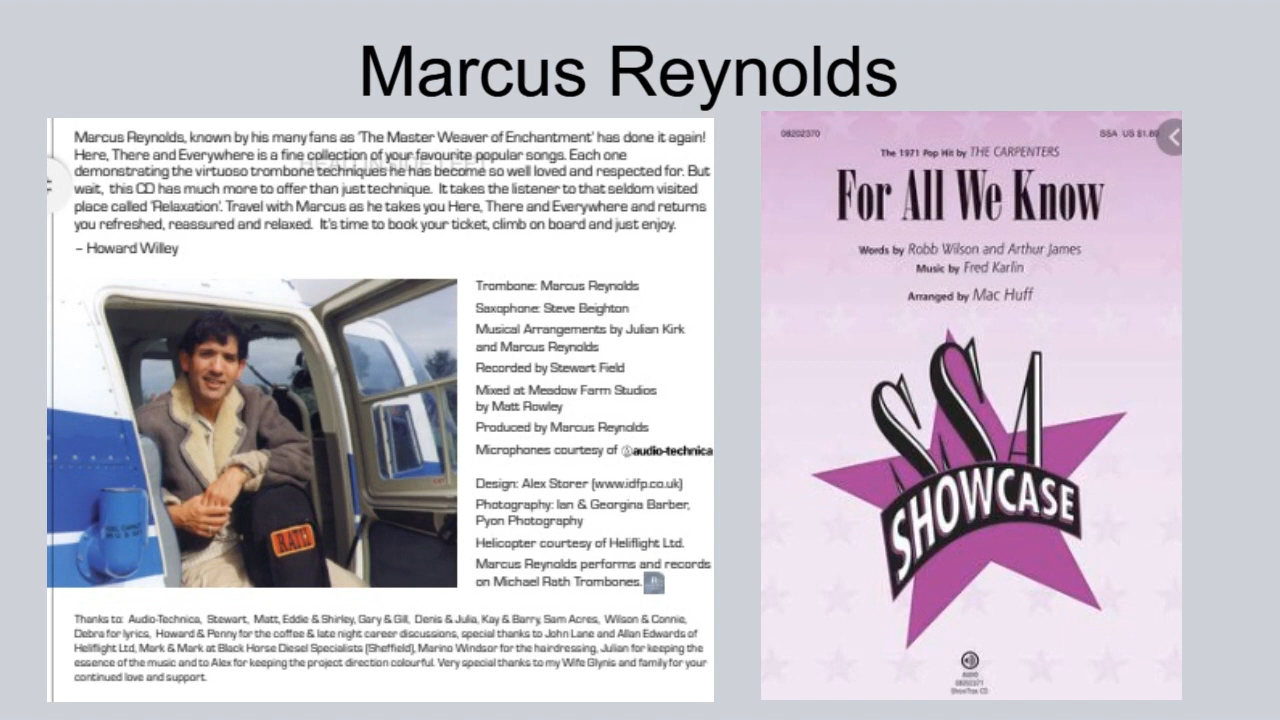 Marcus Reynolds
Marcus Reynolds, known by his many fans as 'The Master Weaver of Enchantment' has done it again!
Here, There and Everywhere is a fine collection of your favourite popular songs. Each one
demonstrating the virtuoso trombone techniques he has become so well loved and respected for. But
wait, this CD has much more to offer than just technique. It takes the listener to that seldom visited
place called 'Relaxation'. Travel with Marcus as he takes you Here, There and Everywhere and returns
you refreshed, reassured and relaxed. It's time to book your ticket, climb on board and just enjoy.
– Howard Willey
Trombone: Marcus Reynolds
Saxophone: Steve Beighton
Musical Arrangements by Julian Kirk
and Marcus Reynolds
Recorded by Stewart Field
Mixed at Meadow Farm Studios
by Matt Rowley
Produced by Marcus Reynolds
Microphones courtesy of audio-technica
Design: Alex Storer (www.idfp.co.uk)
Photography: Ian & Georgina Barber,
Pyon Photography
Helicopter courtesy of Heliflight Ltd.
Marcus Reynolds performs and records
on Michael Rath Trombones.
RATH
Thanks to: Audio-Technica, Stewart, Matt, Eddie & Shirley, Gary & Gill, Denis & Julia, Kay & Barry, Sam Acres, Wilson & Connie,
Debra for lyrics, Howard & Penny for the coffee & late night career discussions, special thanks to John Lane and Allan Edwards of
Heliflight Ltd, Mark & Mark at Black Horse Diesel Specialists (Sheffield), Marino Windsor for the hairdressing, Julian for keeping the
essence of the music and to Alex for keeping the project direction colourful. Very special thanks to my Wife Glynis and family for your
continued love and support.
08202370
SSA US $1.80
The 1971 Pop Hit by THE CARPENTERS
For All We Know
Words by Robb Wilson and Arthur James
Music by Fred Karlin
Arranged by Mac Huff
SSA
SHOWCASE
AUDIO
08202371
ShowTrax CD